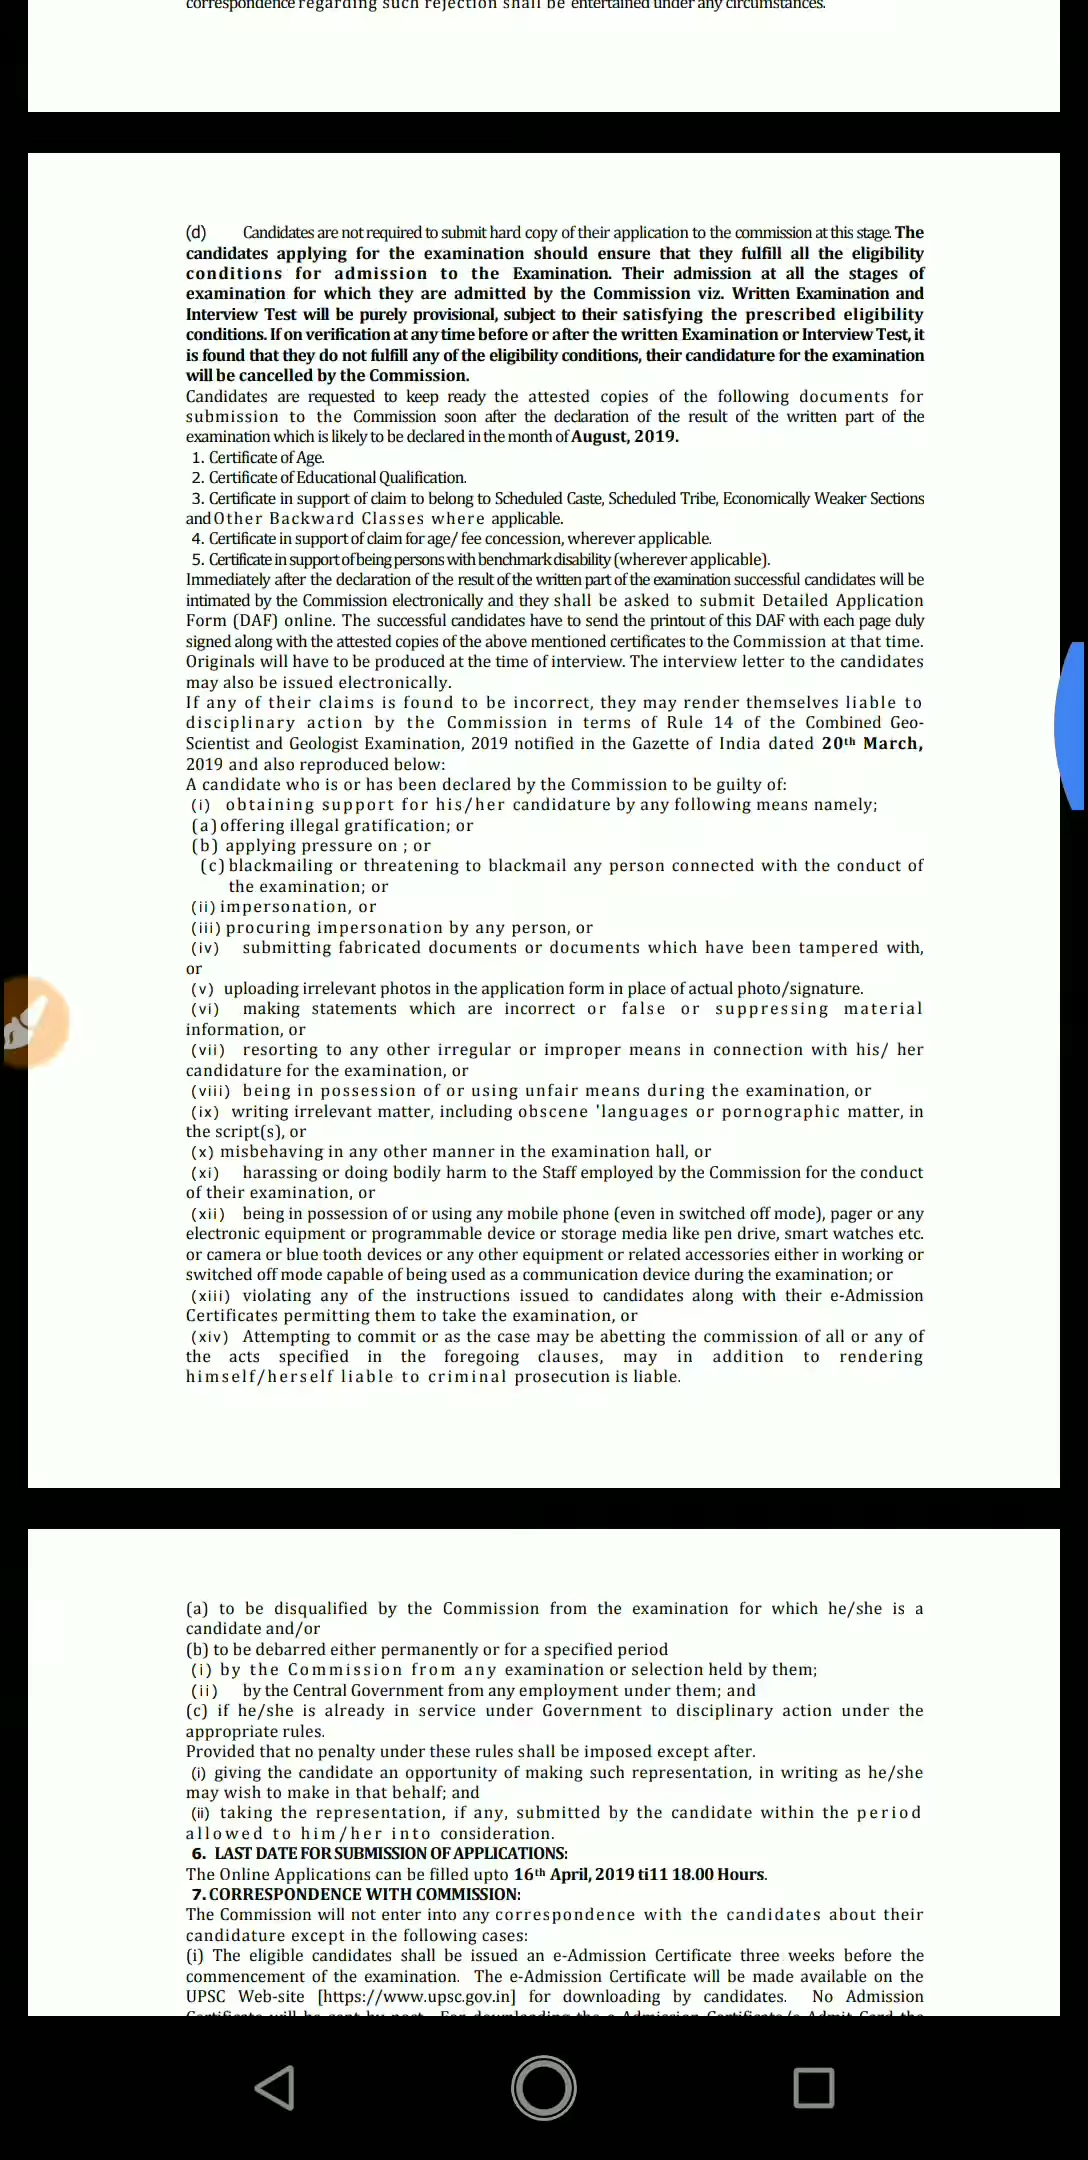 correspondence regarding such rejection shall be entertained under any circumstances.
(d) Candidates are not required to submit hard copy of their application to the commission at this stage. The
candidates applying for the examination should ensure that they fulfill all the eligibility
conditions for admission to the Examination. Their admission at all the stages of
examination for which they are admitted by the Commission viz. Written Examination and
Interview Test will be purely provisional, subject to their satisfying the prescribed eligibility
conditions. If on verification at any time before or after the written Examination or Interview Test, it
is found that they do not fulfill any of the eligibility conditions, their candidature for the examination
will be cancelled by the Commission.
Candidates are requested to keep ready the attested copies of the following documents for
submission to the Commission soon after the declaration of the result of the written part of the
examination which is likely to be declared in the month of August, 2019.
1. Certificate of Age.
2. Certificate of Educational Qualification.
3. Certificate in support of claim to belong to Scheduled Caste, Scheduled Tribe, Economically Weaker Sections
and Other Backward Classes where applicable.
4. Certificate in support of claim for age/ fee concession, wherever applicable.
5. Certificate in support of being persons with benchmark disability (wherever applicable).
Immediately after the declaration of the result of the written part of the examination successful candidates will be
intimated by the Commission electronically and they shall be asked to submit Detailed Application
Form (DAF) online. The successful candidates have to send the printout of this DAF with each page duly
signed along with the attested copies of the above mentioned certificates to the Commission at that time.
Originals will have to be produced at the time of interview. The interview letter to the candidates
may also be issued electronically.
If any of their claims is found to be incorrect, they may render themselves liable to
disciplinary action by the Commission in terms of Rule 14 of the Combined Geo-
Scientist and Geologist Examination, 2019 notified in the Gazette of India dated 20th March,
2019 and also reproduced below:
A candidate who is or has been declared by the Commission to be guilty of:
(i) obtaining support for his/her candidature by any following means namely;
(a) offering illegal gratification; or
(b) applying pressure on ; or
(c) blackmailing or threatening to blackmail any person connected with the conduct of
the examination; or
(ii) impersonation, or
(iii) procuring impersonation by any person, or
(iv) submitting fabricated documents or documents which have been tampered with,
or
(v) uploading irrelevant photos in the application form in place of actual photo/signature.
(vi) making statements which are incorrect or false or suppressing material
information, or
(vii) resorting to any other irregular or improper means in connection with his/ her
candidature for the examination, or
(viii) being in possession of or using unfair means during the examination, or
(ix) writing irrelevant matter, including obscene 'languages or pornographic matter, in
the script(s), or
(x) misbehaving in any other manner in the examination hall, or
(xi) harassing or doing bodily harm to the Staff employed by the Commission for the conduct
of their examination, or
(xii) being in possession of or using any mobile phone (even in switched off mode), pager or any
electronic equipment or programmable device or storage media like pen drive, smart watches etc.
or camera or blue tooth devices or any other equipment or related accessories either in working or
switched off mode capable of being used as a communication device during the examination; or
(xiii) violating any of the instructions issued to candidates along with their e-Admission
Certificates permitting them to take the examination, or
(xiv) Attempting to commit or as the case may be abetting the commission of all or any of
the acts specified in the foregoing clauses, may in addition to rendering
himself/herself liable to criminal prosecution is liable.
(a) to be disqualified by the Commission from the examination for which he/she is a
candidate and/or
(b) to be debarred either permanently or for a specified period
(i) by the Commission from any examination or selection held by them;
(ii) by the Central Government from any employment under them; and
(c) if he/she is already in service under Government to disciplinary action under the
appropriate rules.
Provided that no penalty under these rules shall be imposed except after.
(i) giving the candidate an opportunity of making such representation, in writing as he/she
may wish to make in that behalf; and
(ii) taking the representation, if any, submitted by the candidate within the period
allowed to him/her into consideration.
6. LAST DATE FOR SUBMISSION OF APPLICATIONS:
The Online Applications can be filled upto 16th April, 2019 ti11 18.00 Hours.
7. CORRESPONDENCE WITH COMMISSION:
The Commission will not enter into any correspondence with the candidates about their
candidature except in the following cases:
(i) The eligible candidates shall be issued an e-Admission Certificate three weeks before the
commencement of the examination. The e-Admission Certificate will be made available on the
UPSC Web-site [https://www.upsc.gov.in] for downloading by candidates. No Admission
Certificate will be sent by post. For downloading the e-Admission Certificate/e-Admit Card the